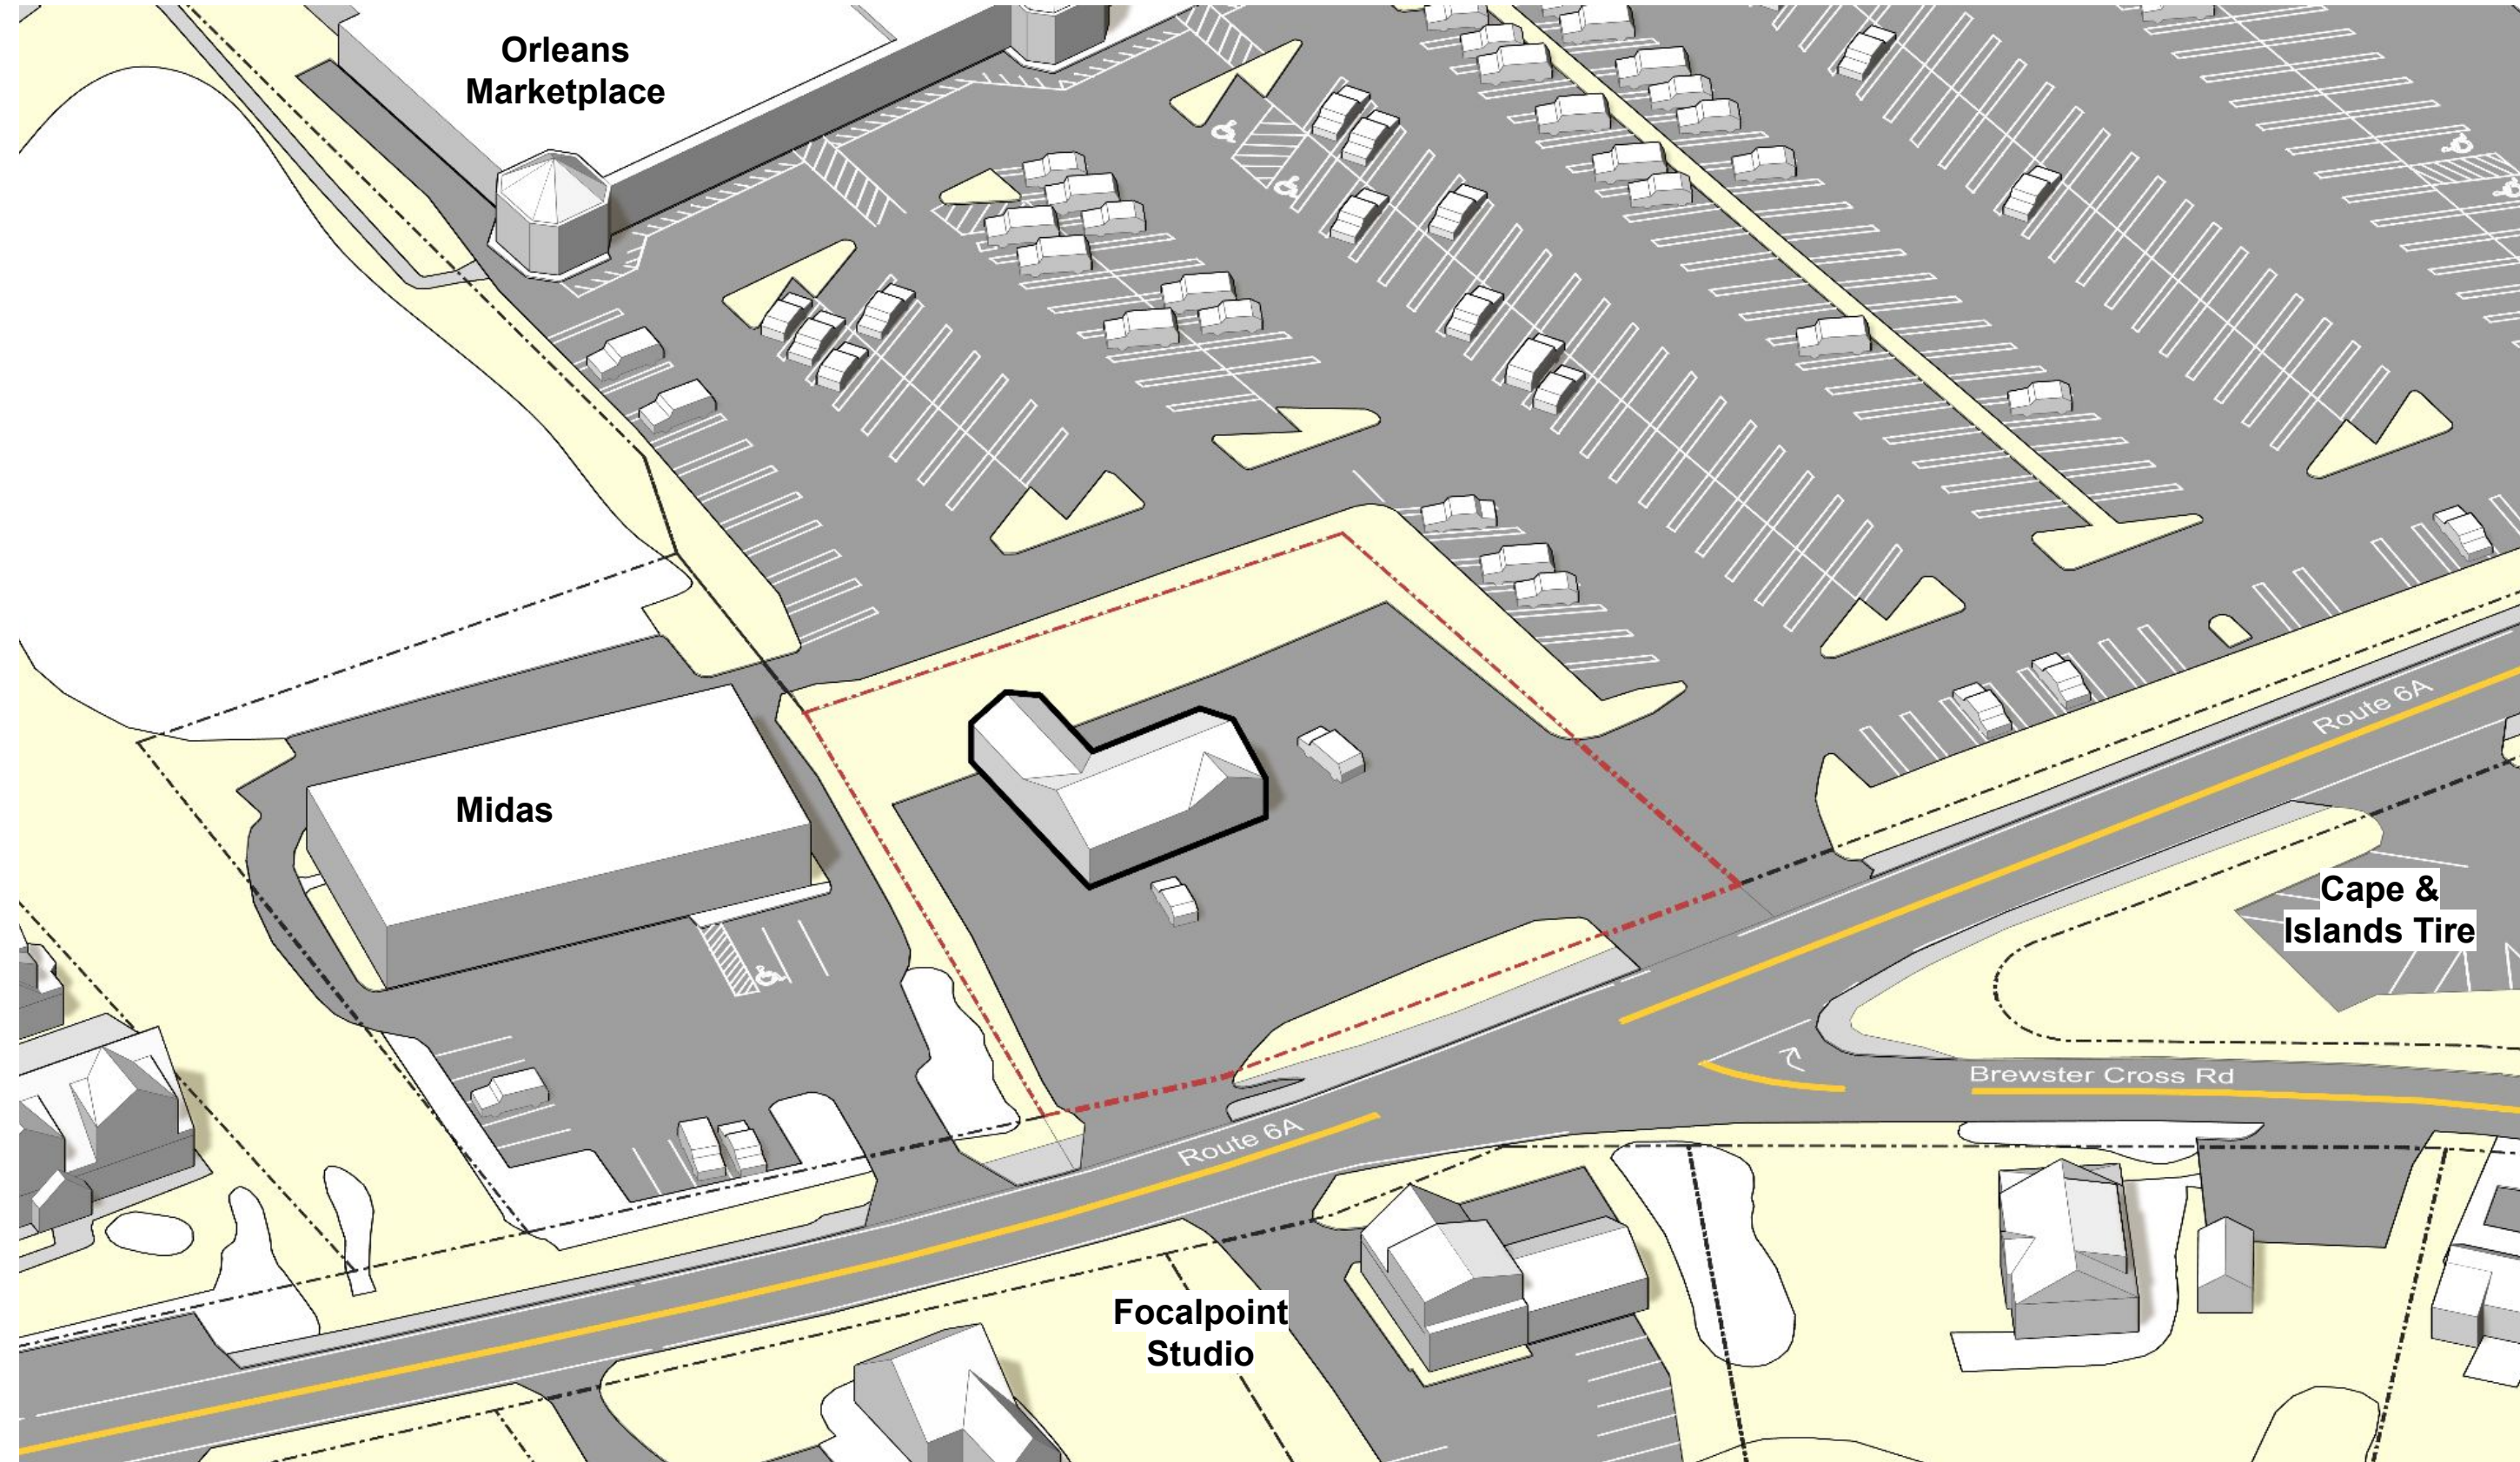 Orleans
Marketplace
Midas
Route 6A
Cape &
Islands Tire
Brewster Cross Rd
Route 6A
Focalpoint
Studio